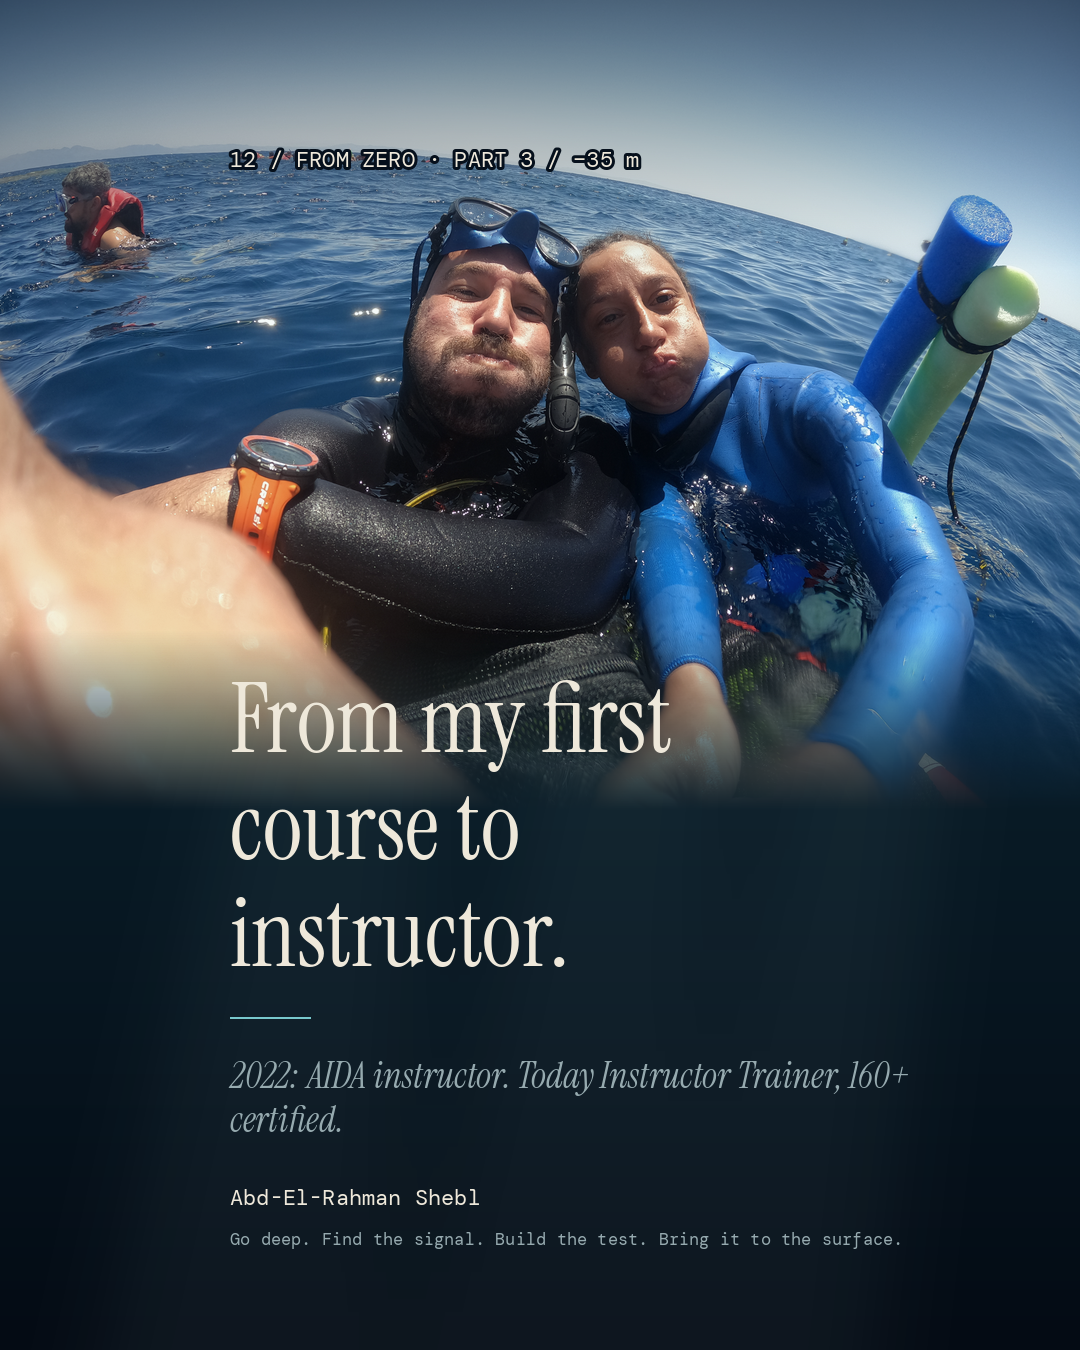 12 / FROM ZERO · PART 3 / −35 m
CRESSI
From my first
course to
instructor.
2022: AIDA instructor. Today Instructor Trainer, 160+
certified.
Abd-El-Rahman Shebl
Go deep. Find the signal. Build the test. Bring it to the surface.